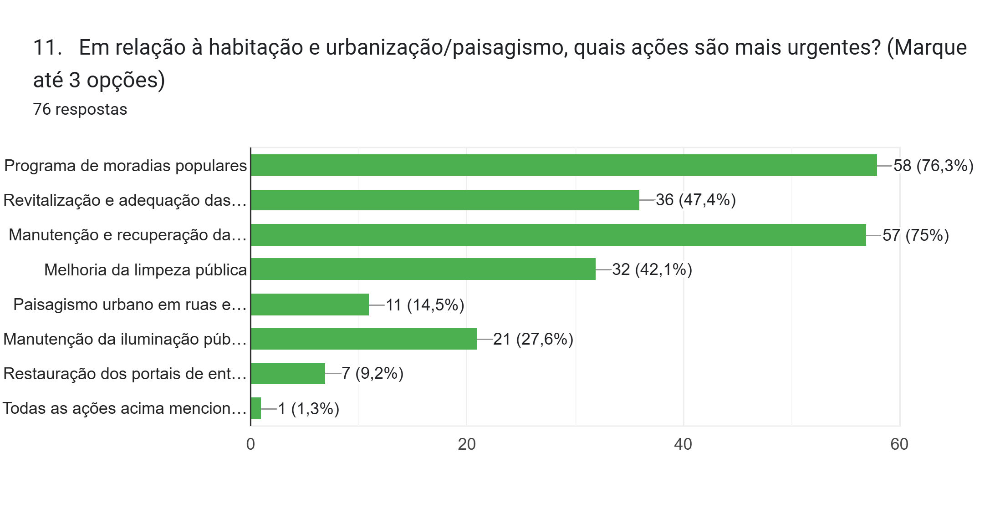 11. Em relação à habitação e urbanização/paisagismo, quais ações são mais urgentes? (Marque
até 3 opções)
76 respostas
Programa de moradias populares 58 (76,3%)
Revitalização e adequação das… 36 (47,4%)
Manutenção e recuperação da… 57 (75%)
Melhoria da limpeza pública 32 (42,1%)
Paisagismo urbano em ruas e… 11 (14,5%)
Manutenção da iluminação púb… 21 (27,6%)
Restauração dos portais de ent… 7 (9,2%)
Todas as ações acima mencion… 1 (1,3%)
0 20 40 60